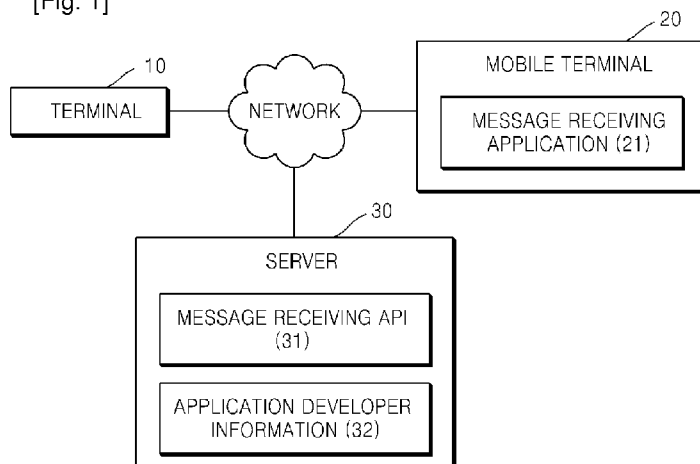 [Fig. 1]
20
10
MOBILE TERMINAL
TERMINAL
NETWORK
MESSAGE RECEIVING
APPLICATION (21)
30
SERVER
MESSAGE RECEIVING API
(31)
APPLICATION DEVELOPER
INFORMATION (32)